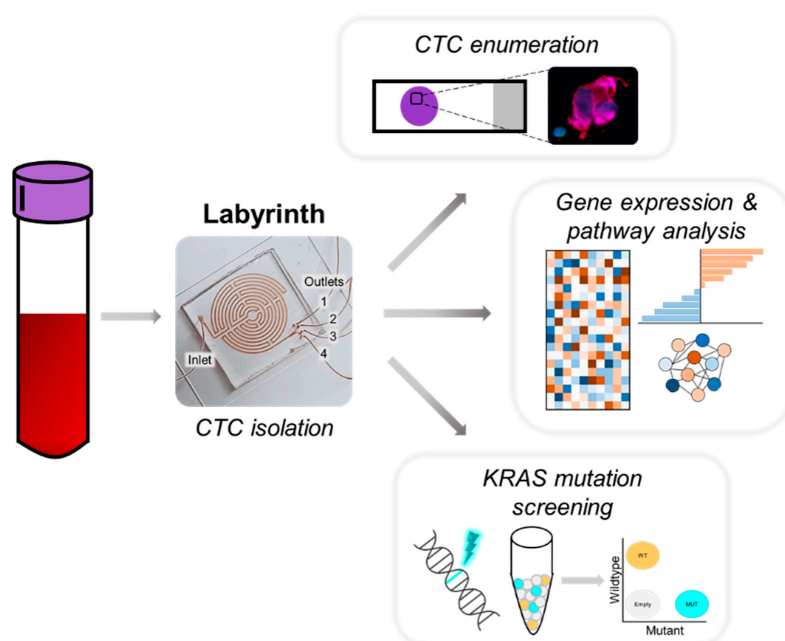 CTC enumeration
Labyrinth
Outlets
1
2
3
4
Inlet
CTC isolation
Gene expression &
pathway analysis
KRAS mutation
screening
Wildtype
WT
Empty
MUT
Mutant